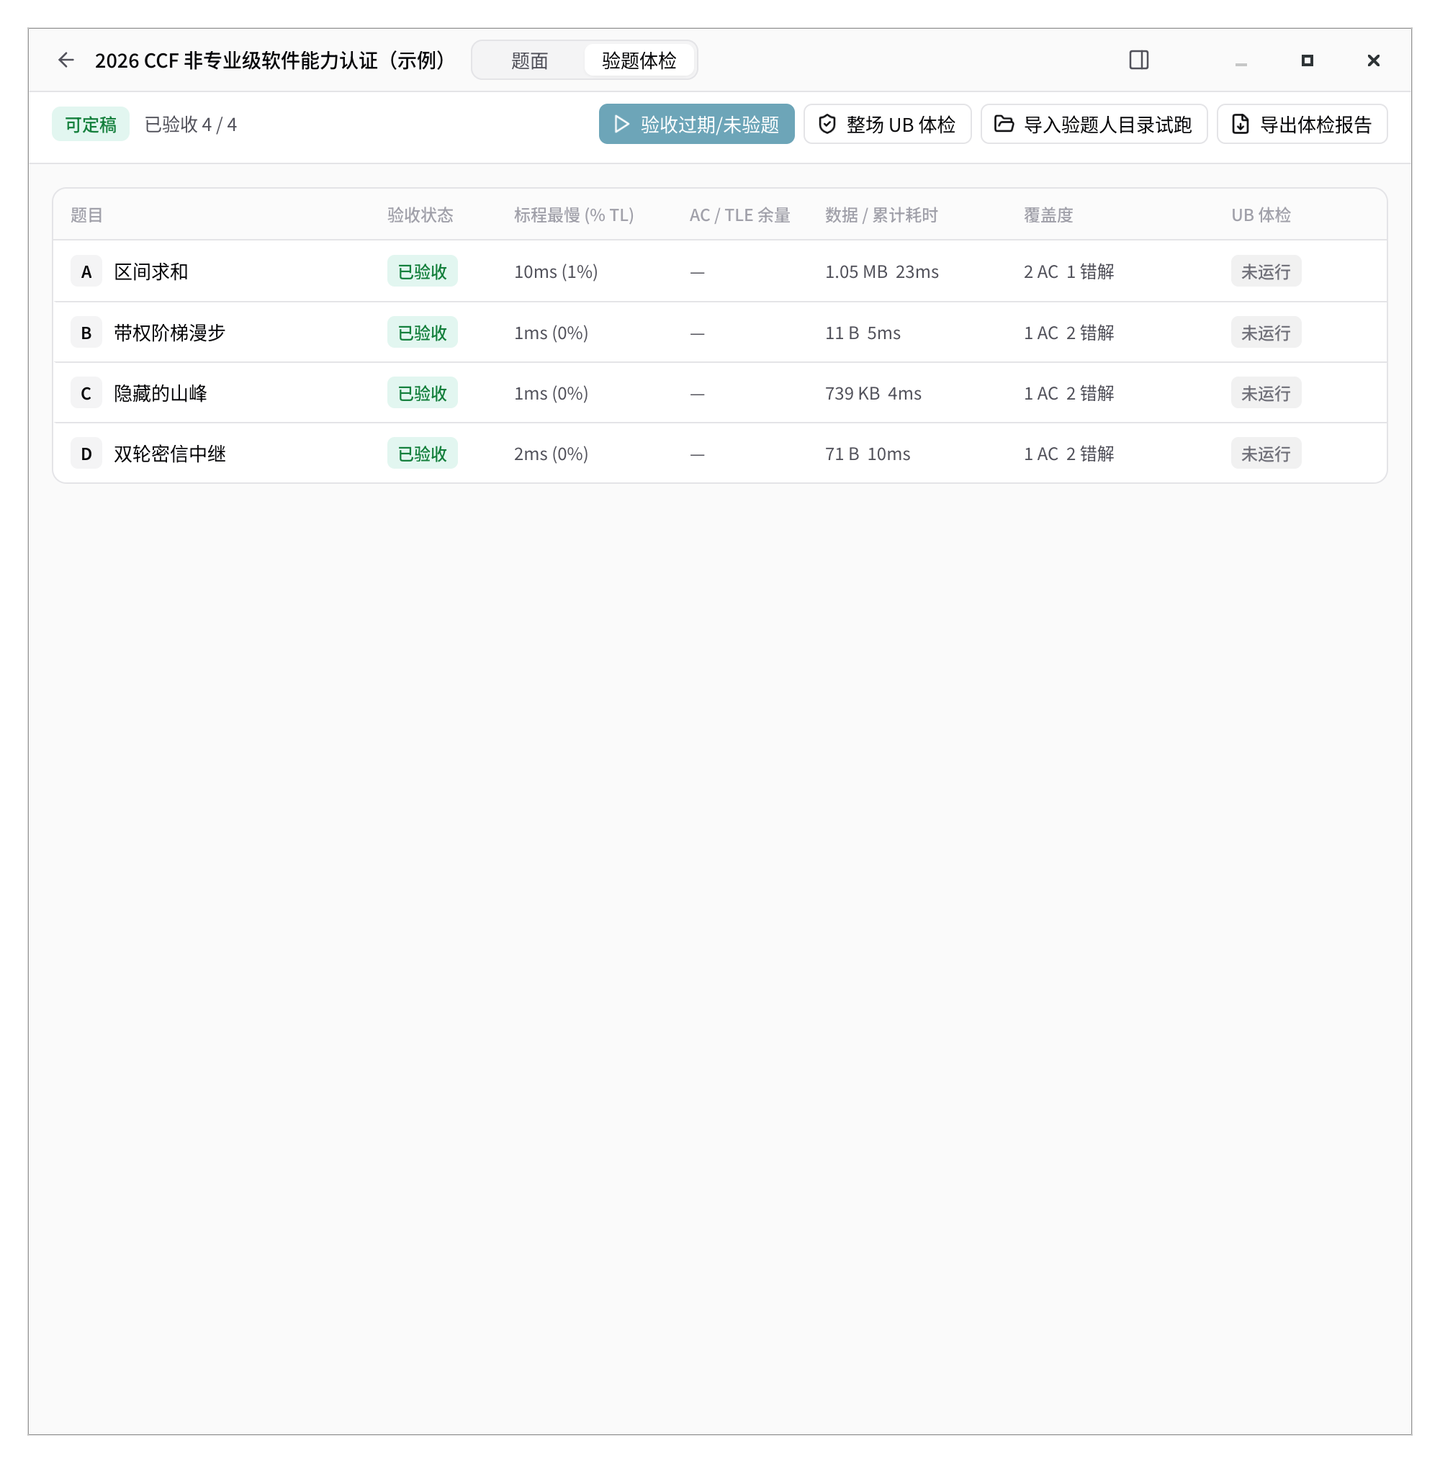 2026 CCF 非专业级软件能力认证（示例） 题面 验题体检
可定稿 已验收 4 / 4 验收过期/未验题 整场 UB 体检 导入验题人目录试跑 导出体检报告
题目 验收状态 标程最慢 (% TL) AC / TLE 余量 数据 / 累计耗时 覆盖度 UB 体检
A 区间求和 已验收 10ms (1%) — 1.05 MB 23ms 2 AC 1 错解 未运行
B 带权阶梯漫步 已验收 1ms (0%) — 11 B 5ms 1 AC 2 错解 未运行
C 隐藏的山峰 已验收 1ms (0%) — 739 KB 4ms 1 AC 2 错解 未运行
D 双轮密信中继 已验收 2ms (0%) — 71 B 10ms 1 AC 2 错解 未运行